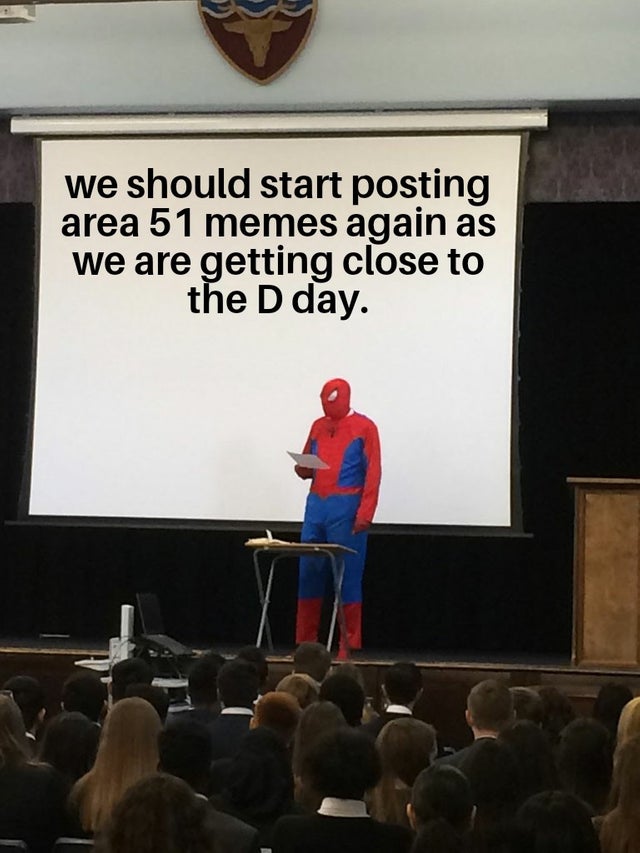 we should start posting
area 51 memes again as
we are getting close to
the D day.